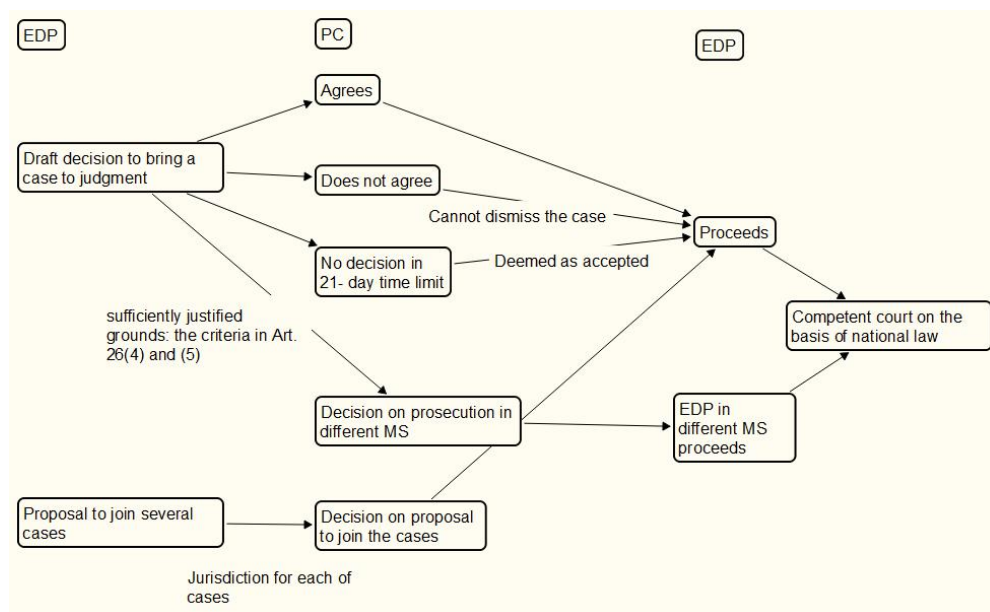 EDP
PC
EDP
Agrees
Draft decision to bring a
case to judgment
Does not agree
Cannot dismiss the case
Proceeds
No decision in
21- day time limit
Deemed as accepted
sufficiently justified
grounds: the criteria in Art.
26(4) and (5)
Competent court on the
basis of national law
Decision on prosecution in
different MS
EDP in
different MS
proceeds
Proposal to join several
cases
Decision on proposal
to join the cases
Jurisdiction for each of
cases